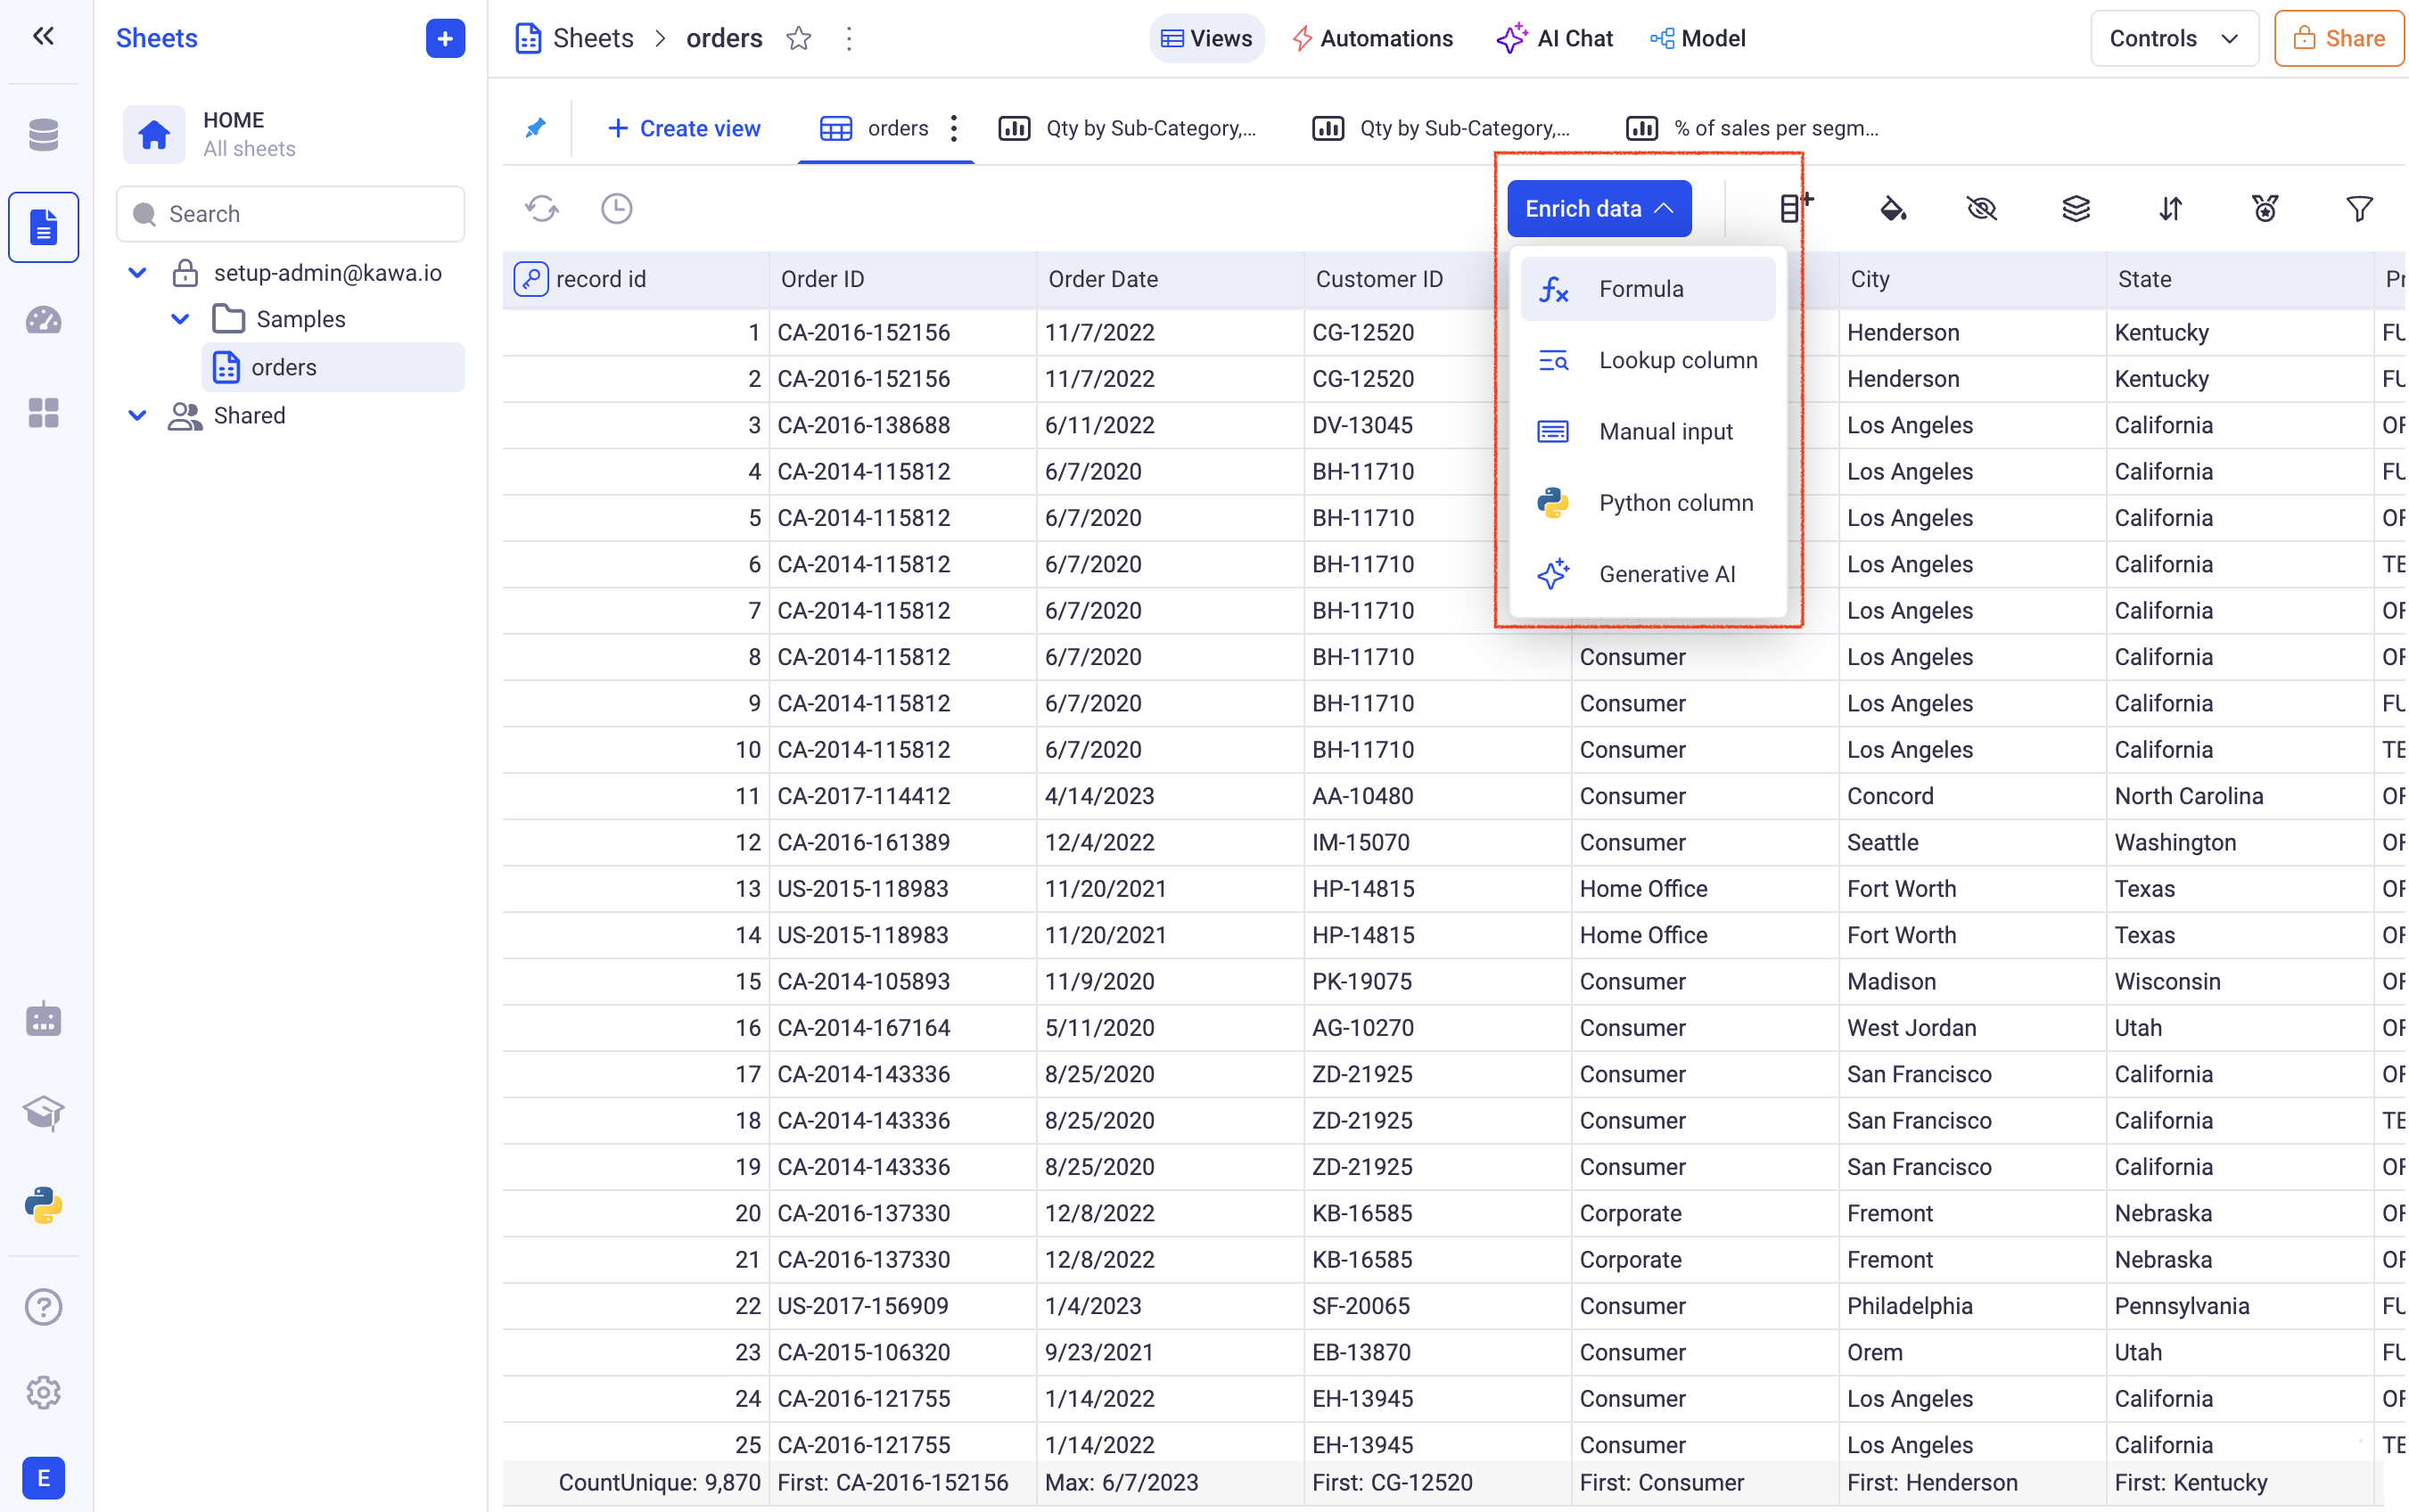 Sheets
Sheets > orders
Views
Automations
AI Chat
Model
Controls
Share
HOME
All sheets
Search
setup-admin@kawa.io
Samples
orders
Shared
E
Create view
orders
Qty by Sub-Category,...
Qty by Sub-Category,...
% of sales per segm...
Enrich data
Formula
Lookup column
Manual input
Python column
Generative AI
record id Order ID Order Date Customer ID City State Pr
1 CA-2016-152156 11/7/2022 CG-12520 Henderson Kentucky FU
2 CA-2016-152156 11/7/2022 CG-12520 Henderson Kentucky FU
3 CA-2016-138688 6/11/2022 DV-13045 Los Angeles California OF
4 CA-2014-115812 6/7/2020 BH-11710 Los Angeles California FU
5 CA-2014-115812 6/7/2020 BH-11710 Los Angeles California OF
6 CA-2014-115812 6/7/2020 BH-11710 Los Angeles California TE
7 CA-2014-115812 6/7/2020 BH-11710 Los Angeles California OF
8 CA-2014-115812 6/7/2020 BH-11710 Consumer Los Angeles California OF
9 CA-2014-115812 6/7/2020 BH-11710 Consumer Los Angeles California FU
10 CA-2014-115812 6/7/2020 BH-11710 Consumer Los Angeles California TE
11 CA-2017-114412 4/14/2023 AA-10480 Consumer Concord North Carolina OF
12 CA-2016-161389 12/4/2022 IM-15070 Consumer Seattle Washington OF
13 US-2015-118983 11/20/2021 HP-14815 Home Office Fort Worth Texas OF
14 US-2015-118983 11/20/2021 HP-14815 Home Office Fort Worth Texas OF
15 CA-2014-105893 11/9/2020 PK-19075 Consumer Madison Wisconsin OF
16 CA-2014-167164 5/11/2020 AG-10270 Consumer West Jordan Utah OF
17 CA-2014-143336 8/25/2020 ZD-21925 Consumer San Francisco California OF
18 CA-2014-143336 8/25/2020 ZD-21925 Consumer San Francisco California TE
19 CA-2014-143336 8/25/2020 ZD-21925 Consumer San Francisco California OF
20 CA-2016-137330 12/8/2022 KB-16585 Corporate Fremont Nebraska OF
21 CA-2016-137330 12/8/2022 KB-16585 Corporate Fremont Nebraska OF
22 US-2017-156909 1/4/2023 SF-20065 Consumer Philadelphia Pennsylvania FU
23 CA-2015-106320 9/23/2021 EB-13870 Consumer Orem Utah FU
24 CA-2016-121755 1/14/2022 EH-13945 Consumer Los Angeles California OF
25 CA-2016-121755 1/14/2022 EH-13945 Consumer Los Angeles California TE
CountUnique: 9,870 First: CA-2016-152156 Max: 6/7/2023 First: CG-12520 First: Consumer First: Henderson First: Kentucky